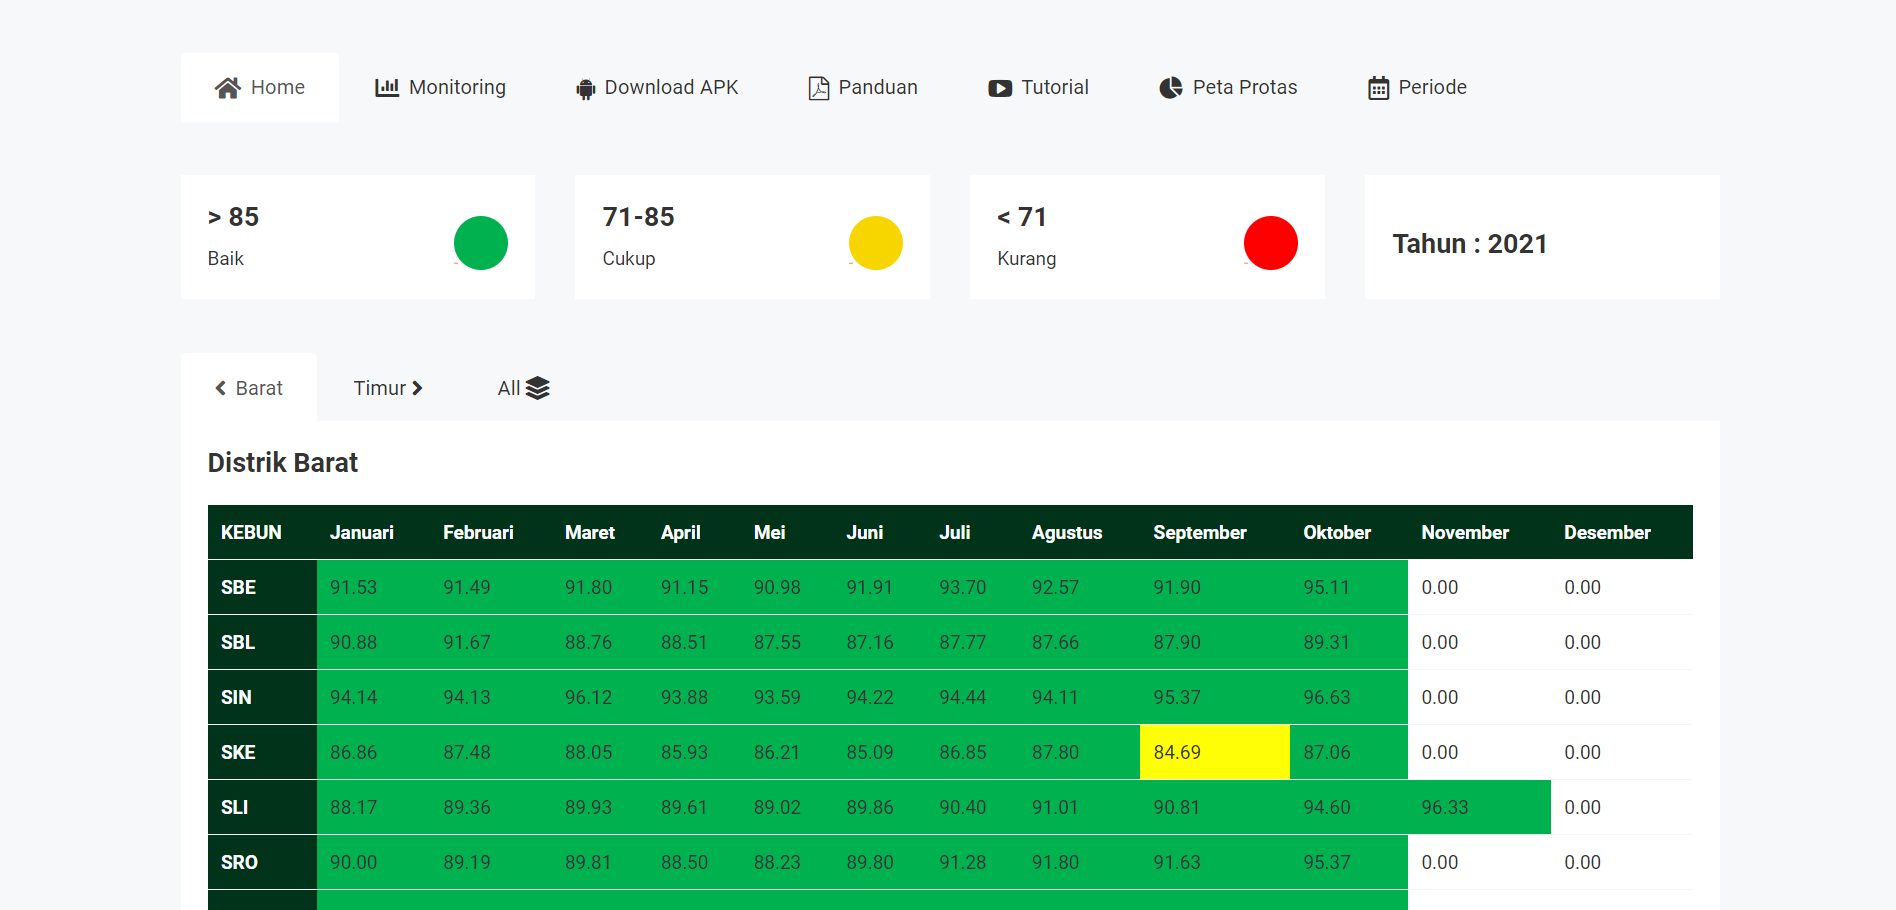 Home Monitoring Download APK Panduan Tutorial Peta Protas Periode
> 85
Baik
71-85
Cukup
< 71
Kurang
Tahun : 2021
Barat Timur All
Distrik Barat
KEBUN Januari Februari Maret April Mei Juni Juli Agustus September Oktober November Desember
SBE 91.53 91.49 91.80 91.15 90.98 91.91 93.70 92.57 91.90 95.11 0.00 0.00
SBL 90.88 91.67 88.76 88.51 87.55 87.16 87.77 87.66 87.90 89.31 0.00 0.00
SIN 94.14 94.13 96.12 93.88 93.59 94.22 94.44 94.11 95.37 96.63 0.00 0.00
SKE 86.86 87.48 88.05 85.93 86.21 85.09 86.85 87.80 84.69 87.06 0.00 0.00
SLI 88.17 89.36 89.93 89.61 89.02 89.86 90.40 91.01 90.81 94.60 96.33 0.00
SRO 90.00 89.19 89.81 88.50 88.23 89.80 91.28 91.80 91.63 95.37 0.00 0.00